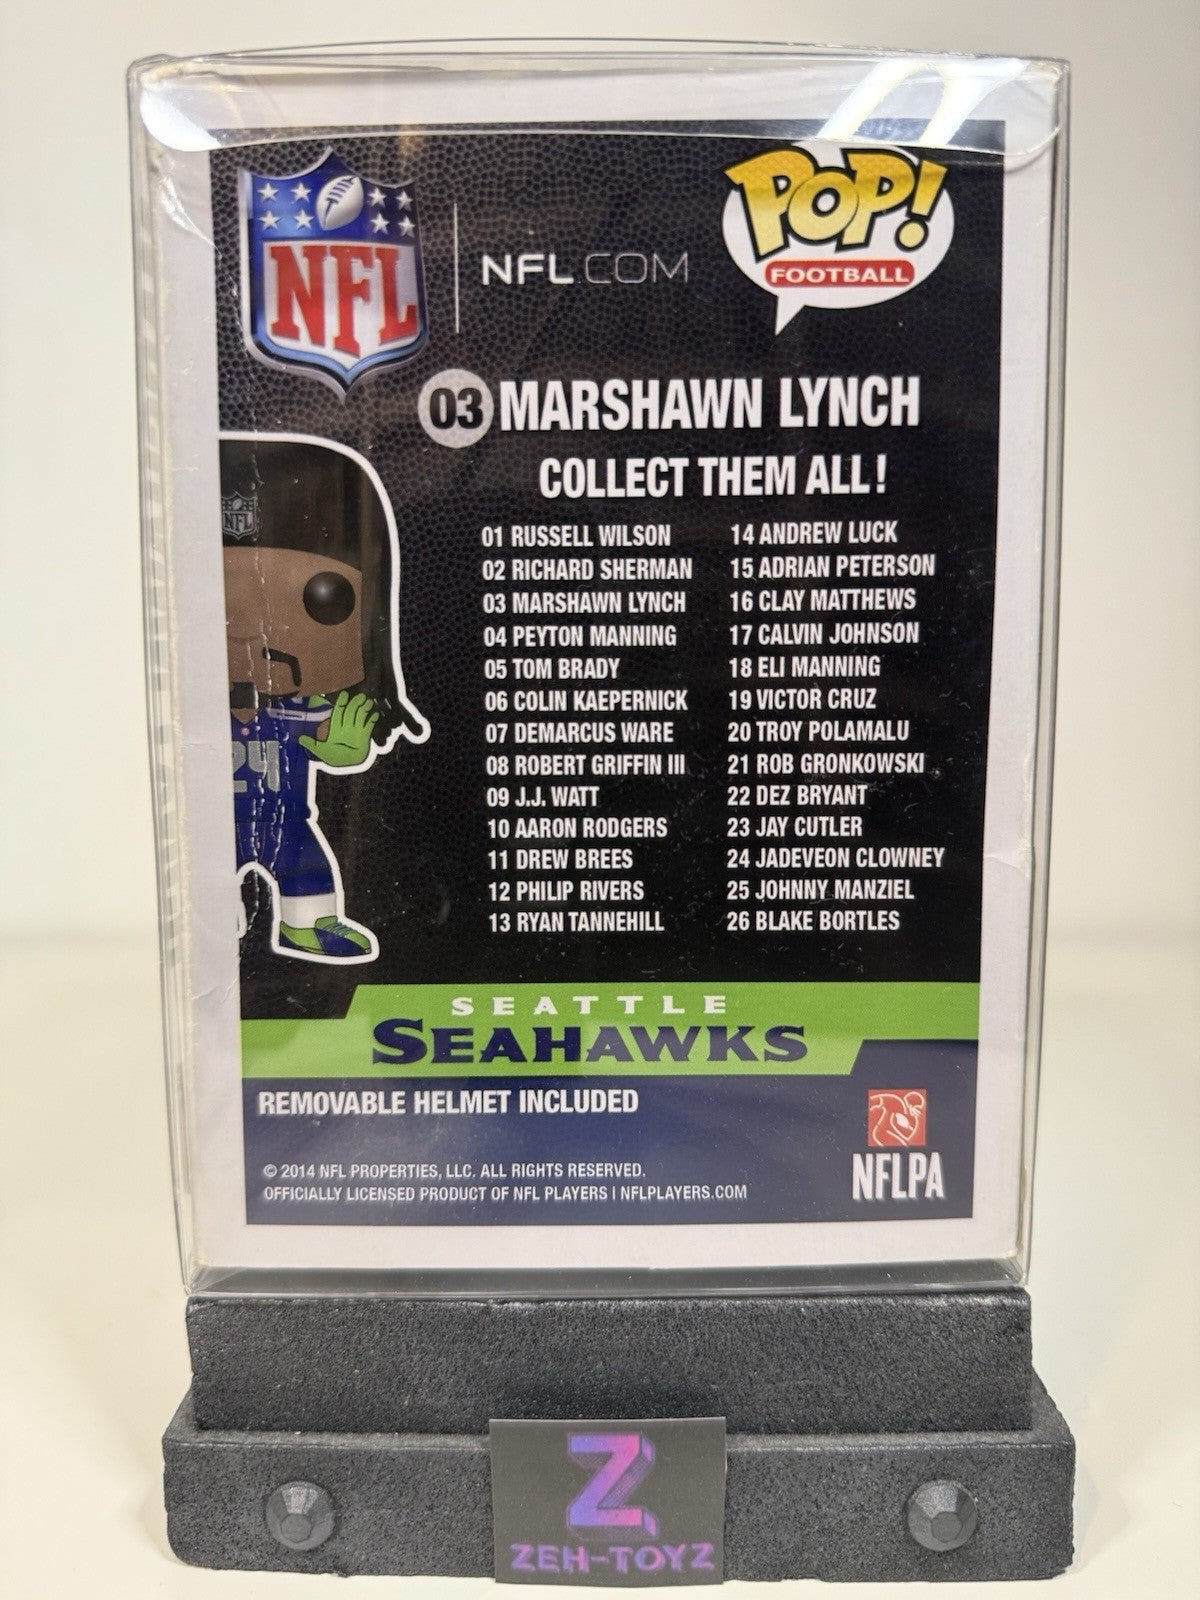 NFL
NFL.COM
POP!
FOOTBALL
03 MARSHAWN LYNCH
COLLECT THEM ALL!
01 RUSSELL WILSON
02 RICHARD SHERMAN
03 MARSHAWN LYNCH
04 PEYTON MANNING
05 TOM BRADY
06 COLIN KAEPERNICK
07 DEMARCUS WARE
08 ROBERT GRIFFIN III
09 J.J. WATT
10 AARON RODGERS
11 DREW BREES
12 PHILIP RIVERS
13 RYAN TANNEHILL
14 ANDREW LUCK
15 ADRIAN PETERSON
16 CLAY MATTHEWS
17 CALVIN JOHNSON
18 ELI MANNING
19 VICTOR CRUZ
20 TROY POLAMALU
21 ROB GRONKOWSKI
22 DEZ BRYANT
23 JAY CUTLER
24 JADEVEON CLOWNEY
25 JOHNNY MANZIEL
26 BLAKE BORTLES
NFL
24
SEATTLE
SEAHAWKS
REMOVABLE HELMET INCLUDED
© 2014 NFL PROPERTIES, LLC. ALL RIGHTS RESERVED.
OFFICIALLY LICENSED PRODUCT OF NFL PLAYERS | NFLPLAYERS.COM
NFLPA
Z
ZEH-TOYZ